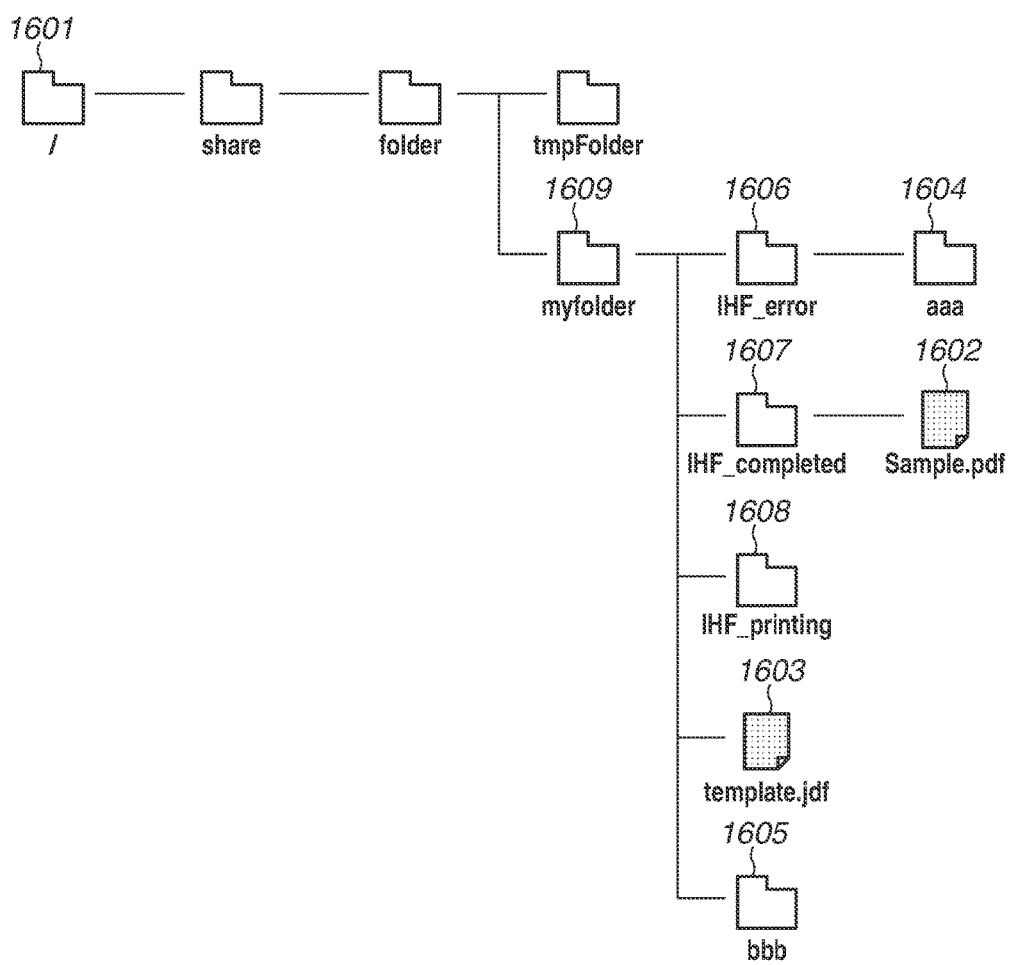 1601
/
share
folder
tmpFolder
1609
1606
1604
myfolder
IHF_error
aaa
1607
1602
IHF_completed
Sample.pdf
1608
IHF_printing
1603
template.jdf
1605
bbb